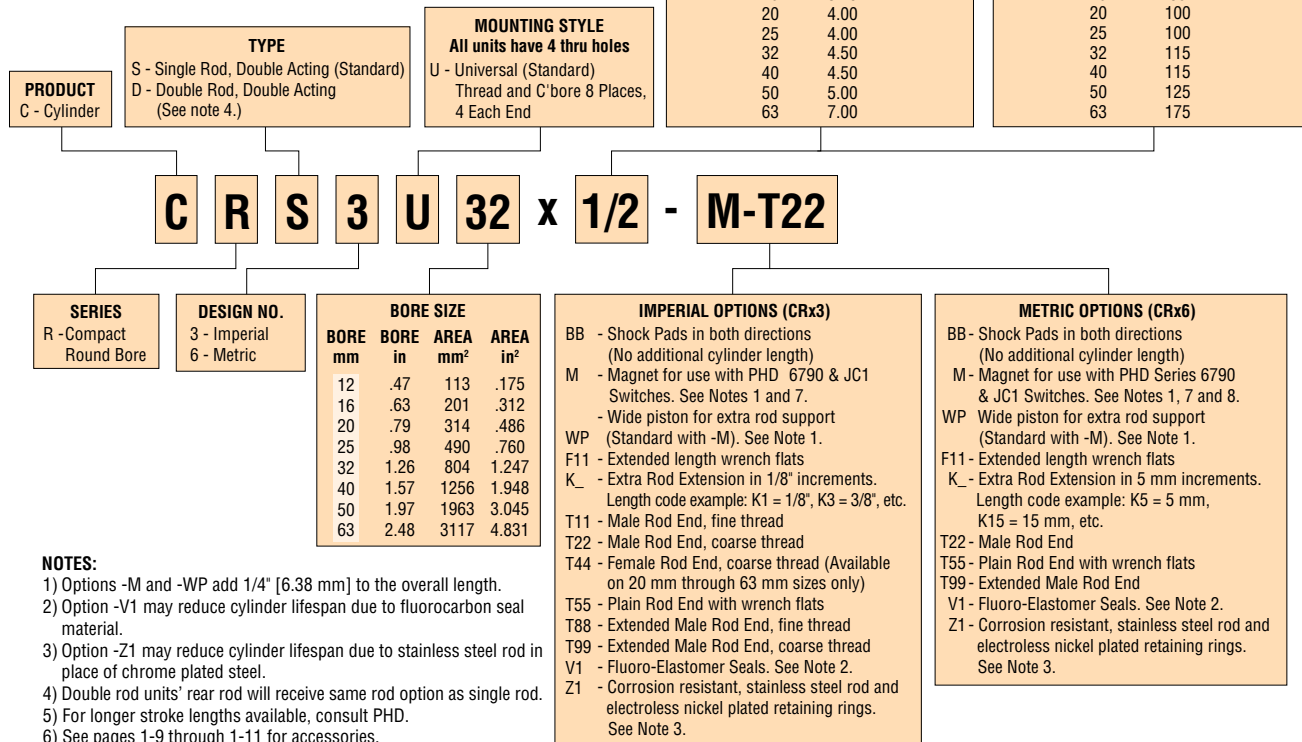 PRODUCT
C - Cylinder
TYPE
S - Single Rod, Double Acting (Standard)
D - Double Rod, Double Acting
(See note 4.)
MOUNTING STYLE
All units have 4 thru holes
U - Universal (Standard)
Thread and C'bore 8 Places,
4 Each End
20 4.00
25 4.00
32 4.50
40 4.50
50 5.00
63 7.00
20 100
25 100
32 115
40 115
50 125
63 175
C R S 3 U 32 x 1/2 - M-T22
SERIES
R -Compact
Round Bore
DESIGN NO.
3 - Imperial
6 - Metric
BORE SIZE
BORE BORE AREA AREA
mm in mm² in²
12 .47 113 .175
16 .63 201 .312
20 .79 314 .486
25 .98 490 .760
32 1.26 804 1.247
40 1.57 1256 1.948
50 1.97 1963 3.045
63 2.48 3117 4.831
IMPERIAL OPTIONS (CRx3)
BB - Shock Pads in both directions
(No additional cylinder length)
M - Magnet for use with PHD 6790 & JC1
Switches. See Notes 1 and 7.
- Wide piston for extra rod support
WP (Standard with -M). See Note 1.
F11 - Extended length wrench flats
K_ - Extra Rod Extension in 1/8" increments.
Length code example: K1 = 1/8", K3 = 3/8", etc.
T11 - Male Rod End, fine thread
T22 - Male Rod End, coarse thread
T44 - Female Rod End, coarse thread (Available
on 20 mm through 63 mm sizes only)
T55 - Plain Rod End with wrench flats
T88 - Extended Male Rod End, fine thread
T99 - Extended Male Rod End, coarse thread
V1 - Fluoro-Elastomer Seals. See Note 2.
Z1 - Corrosion resistant, stainless steel rod and
electroless nickel plated retaining rings.
See Note 3.
METRIC OPTIONS (CRx6)
BB - Shock Pads in both directions
(No additional cylinder length)
M - Magnet for use with PHD Series 6790
& JC1 Switches. See Notes 1, 7 and 8.
WP Wide piston for extra rod support
(Standard with -M). See Note 1.
F11 - Extended length wrench flats
K_ - Extra Rod Extension in 5 mm increments.
Length code example: K5 = 5 mm,
K15 = 15 mm, etc.
T22 - Male Rod End
T55 - Plain Rod End with wrench flats
T99 - Extended Male Rod End
V1 - Fluoro-Elastomer Seals. See Note 2.
Z1 - Corrosion resistant, stainless steel rod and
electroless nickel plated retaining rings.
See Note 3.
NOTES:
1) Options -M and -WP add 1/4" [6.38 mm] to the overall length.
2) Option -V1 may reduce cylinder lifespan due to fluorocarbon seal
material.
3) Option -Z1 may reduce cylinder lifespan due to stainless steel rod in
place of chrome plated steel.
4) Double rod units' rear rod will receive same rod option as single rod.
5) For longer stroke lengths available, consult PHD.
6) See pages 1-9 through 1-11 for accessories.